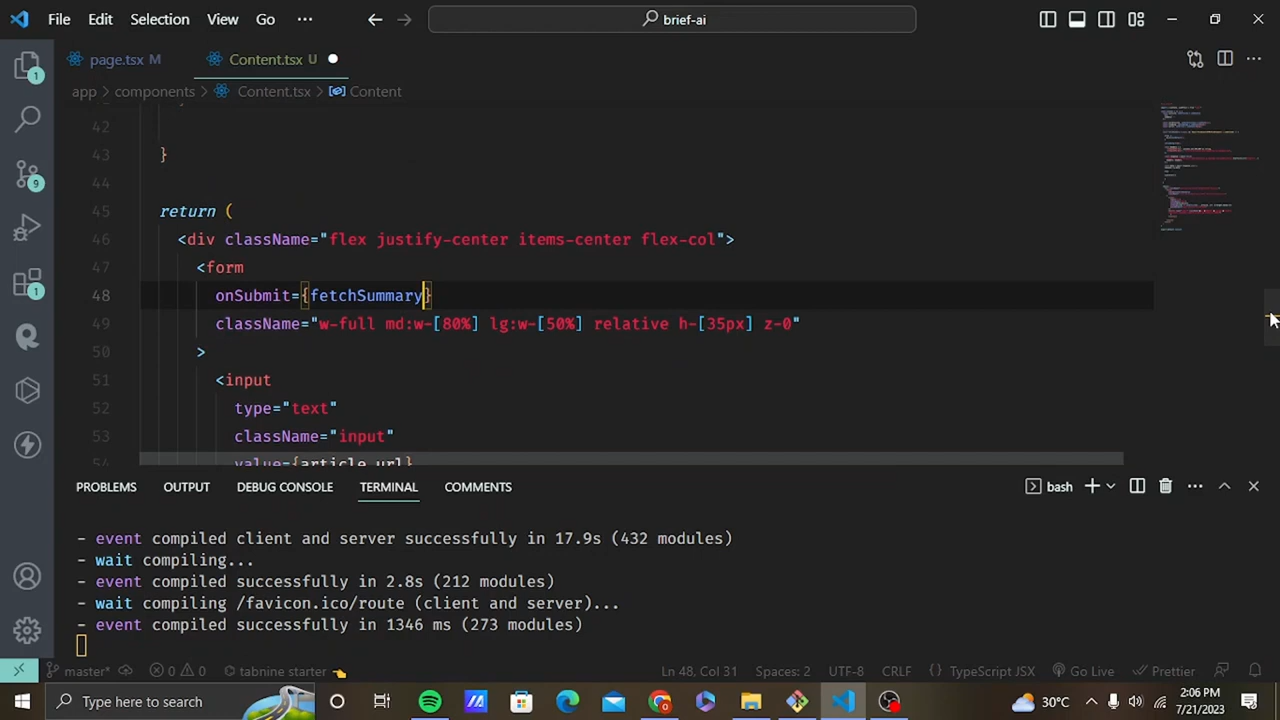 File Edit Selection View Go ··· brief-ai
page.tsx M Content.tsx U
app > components > Content.tsx > Content
42
43 }
44
45 return (
46 <div className="flex justify-center items-center flex-col">
47 <form
48 onSubmit={fetchSummary}
49 className="w-full md:w-[80%] lg:w-[50%] relative h-[35px] z-0"
50 >
51 <input
52 type="text"
53 className="input"
54 value={article.url}
1
9
1
PROBLEMS OUTPUT DEBUG CONSOLE TERMINAL COMMENTS bash
- event compiled client and server successfully in 17.9s (432 modules)
- wait compiling...
- event compiled successfully in 2.8s (212 modules)
- wait compiling /favicon.ico/route (client and server)...
- event compiled successfully in 1346 ms (273 modules)
master* 0 0 tabnine starter Ln 48, Col 31 Spaces: 2 UTF-8 CRLF {} TypeScript JSX Go Live Prettier
Type here to search 30°C 2:06 PM
7/21/2023